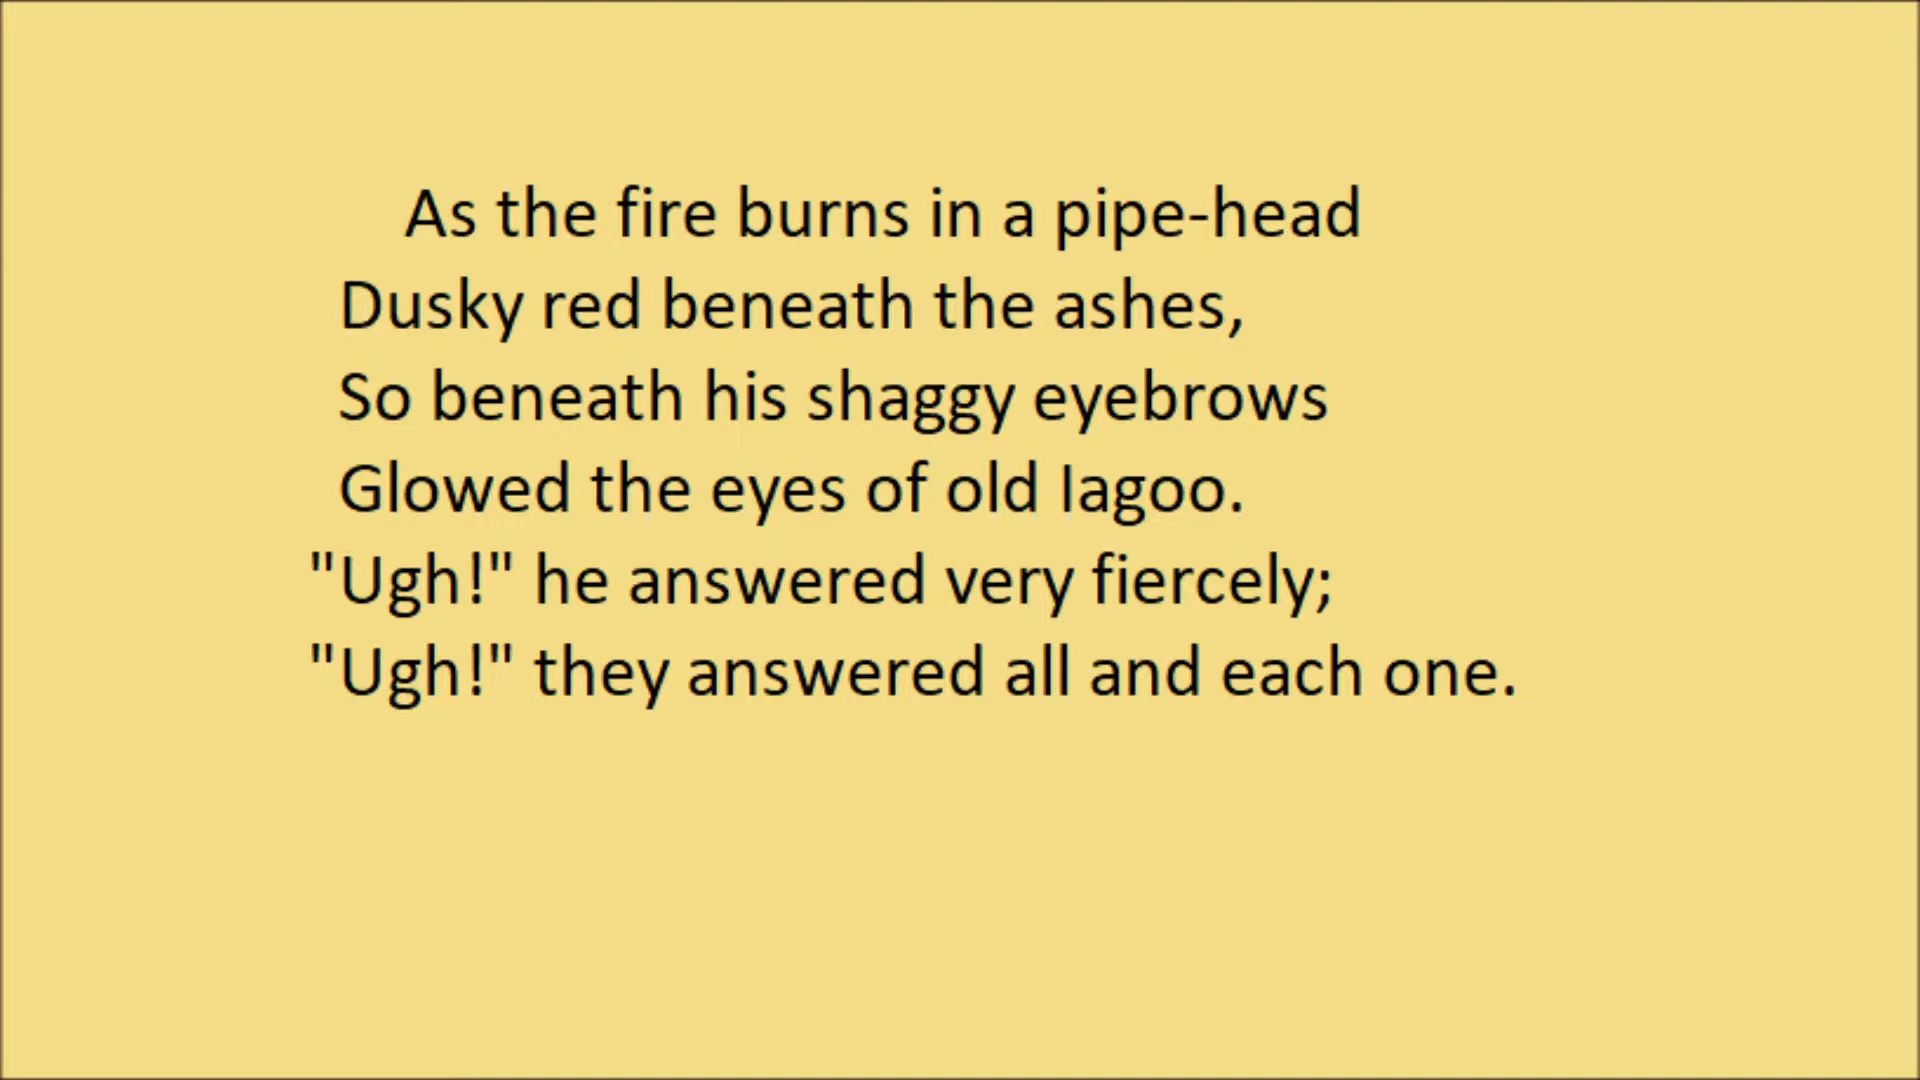 As the fire burns in a pipe-head
Dusky red beneath the ashes,
So beneath his shaggy eyebrows
Glowed the eyes of old Iagoo.
"Ugh!" he answered very fiercely;
"Ugh!" they answered all and each one.